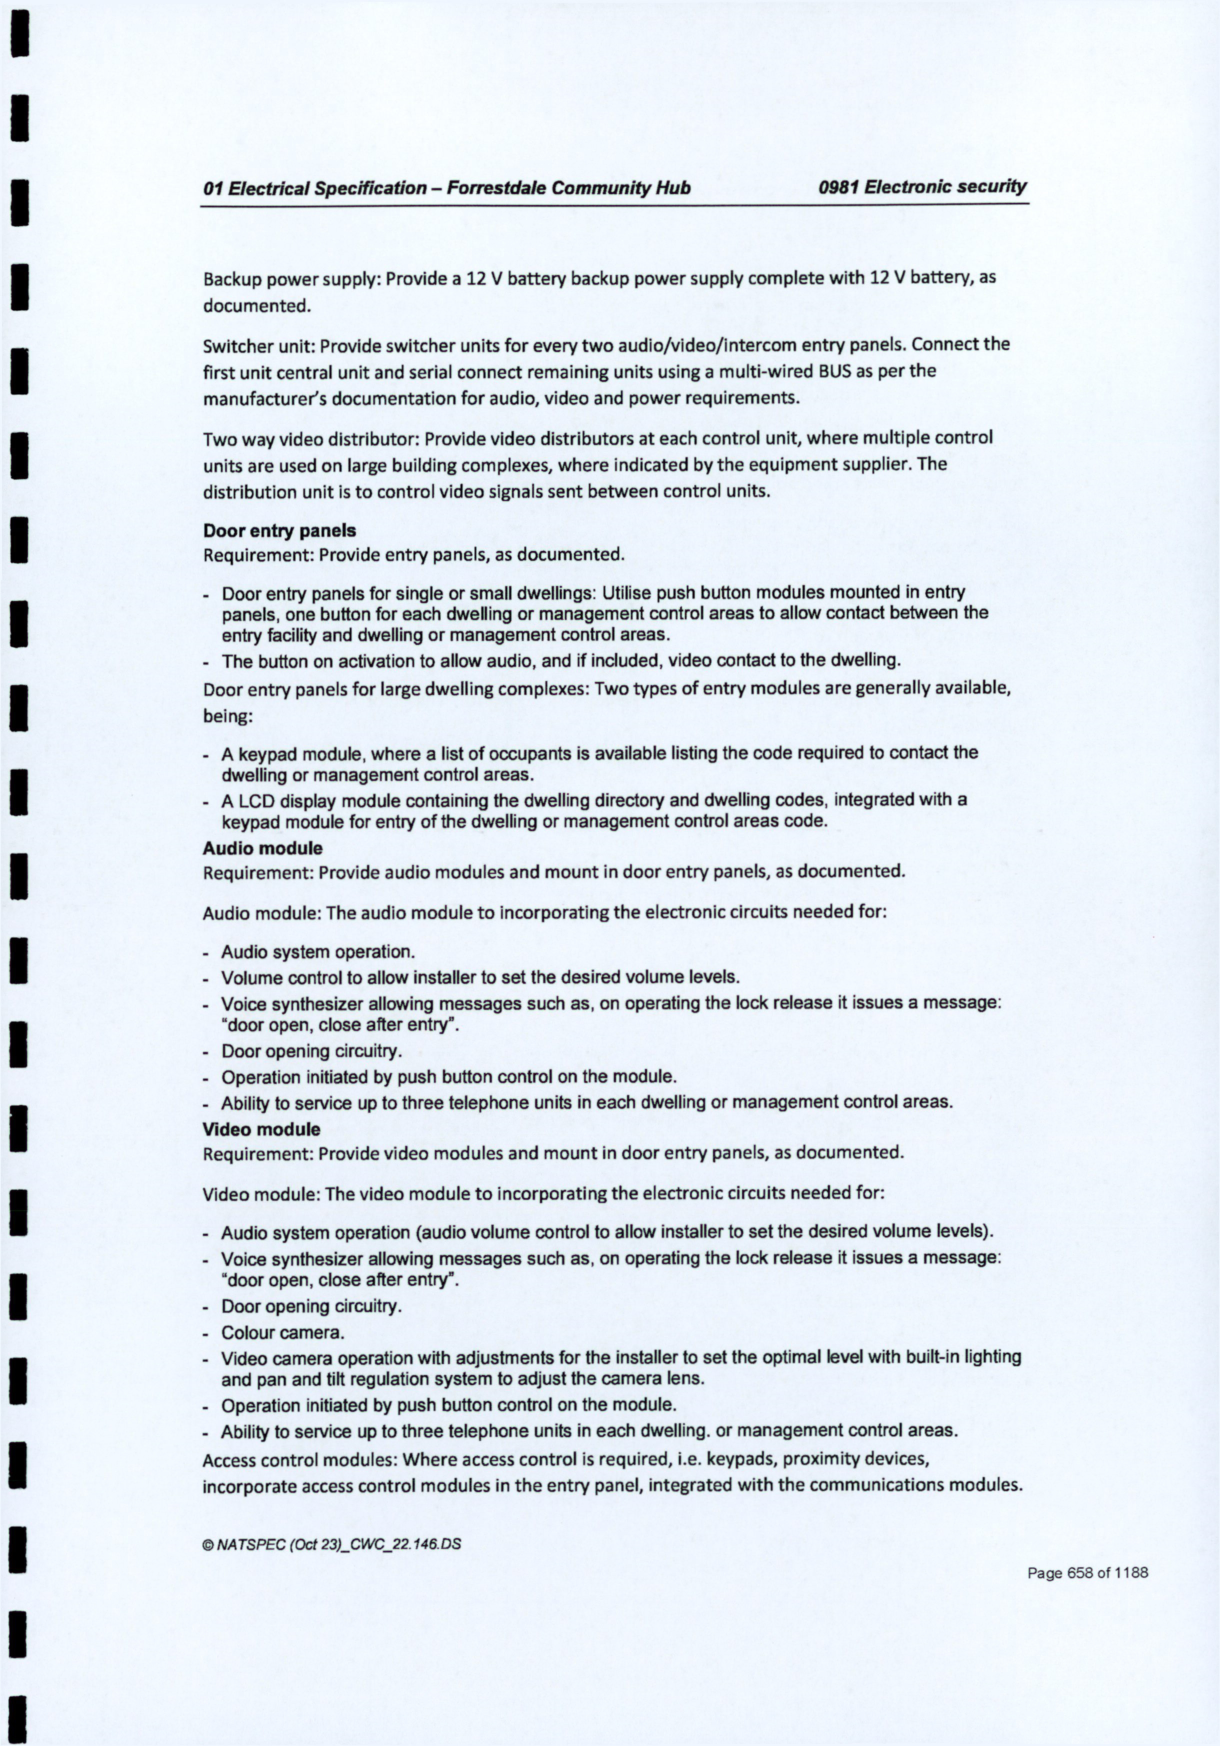 01 Electrical Specification – Forrestdale Community Hub 0981 Electronic security
Backup power supply: Provide a 12 V battery backup power supply complete with 12 V battery, as
documented.
Switcher unit: Provide switcher units for every two audio/video/intercom entry panels. Connect the
first unit central unit and serial connect remaining units using a multi-wired BUS as per the
manufacturer's documentation for audio, video and power requirements.
Two way video distributor: Provide video distributors at each control unit, where multiple control
units are used on large building complexes, where indicated by the equipment supplier. The
distribution unit is to control video signals sent between control units.
Door entry panels
Requirement: Provide entry panels, as documented.
- Door entry panels for single or small dwellings: Utilise push button modules mounted in entry
panels, one button for each dwelling or management control areas to allow contact between the
entry facility and dwelling or management control areas.
- The button on activation to allow audio, and if included, video contact to the dwelling.
Door entry panels for large dwelling complexes: Two types of entry modules are generally available,
being:
- A keypad module, where a list of occupants is available listing the code required to contact the
dwelling or management control areas.
- A LCD display module containing the dwelling directory and dwelling codes, integrated with a
keypad module for entry of the dwelling or management control areas code.
Audio module
Requirement: Provide audio modules and mount in door entry panels, as documented.
Audio module: The audio module to incorporating the electronic circuits needed for:
- Audio system operation.
- Volume control to allow installer to set the desired volume levels.
- Voice synthesizer allowing messages such as, on operating the lock release it issues a message:
"door open, close after entry".
- Door opening circuitry.
- Operation initiated by push button control on the module.
- Ability to service up to three telephone units in each dwelling or management control areas.
Video module
Requirement: Provide video modules and mount in door entry panels, as documented.
Video module: The video module to incorporating the electronic circuits needed for:
- Audio system operation (audio volume control to allow installer to set the desired volume levels).
- Voice synthesizer allowing messages such as, on operating the lock release it issues a message:
"door open, close after entry".
- Door opening circuitry.
- Colour camera.
- Video camera operation with adjustments for the installer to set the optimal level with built-in lighting
and pan and tilt regulation system to adjust the camera lens.
- Operation initiated by push button control on the module.
- Ability to service up to three telephone units in each dwelling. or management control areas.
Access control modules: Where access control is required, i.e. keypads, proximity devices,
incorporate access control modules in the entry panel, integrated with the communications modules.
© NATSPEC (Oct 23)_CWC_22.146.DS
Page 658 of 1188